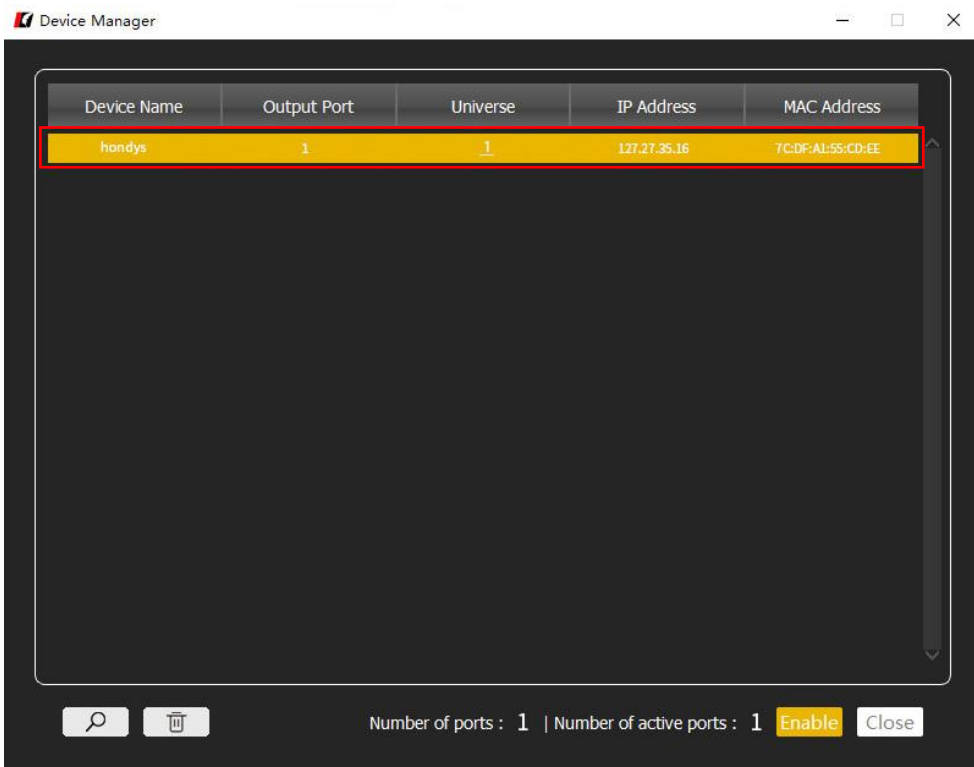 Device Manager
Device Name Output Port Universe IP Address MAC Address
hondys 1 1 127.27.35.16 7C:DF:A1:55:CD:EE
Number of ports : 1 | Number of active ports : 1 Enable Close